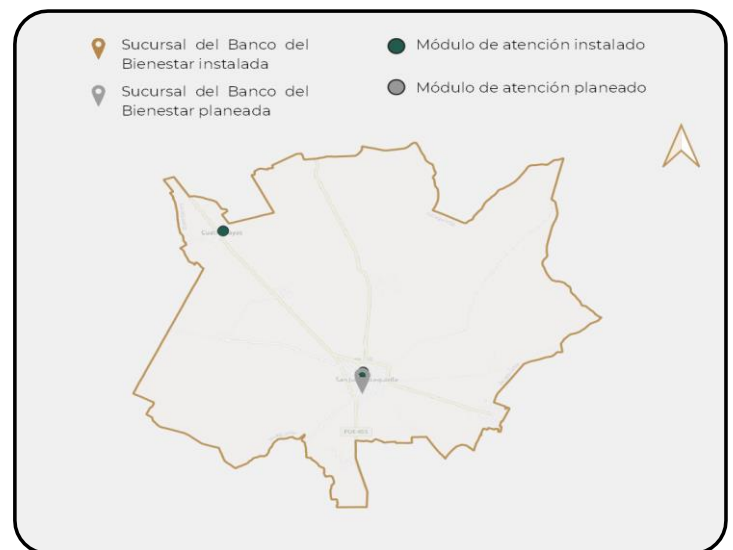 Sucursal del Banco del
Bienestar instalada
Módulo de atención instalado
Sucursal del Banco del
Bienestar planeada
Módulo de atención planeado